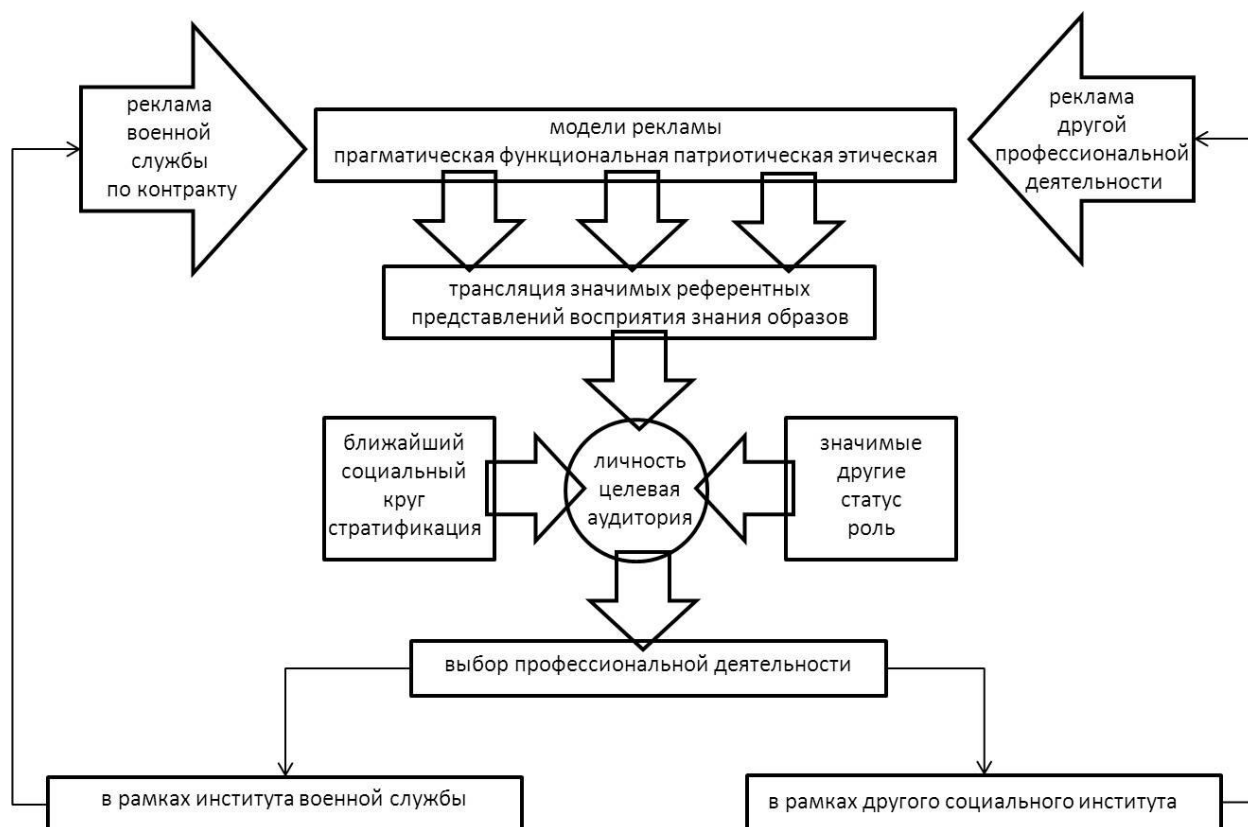 реклама
военной
службы
по контракту
модели рекламы
прагматическая функциональная патриотическая этическая
реклама
другой
профессиональной
деятельности
трансляция значимых референтных
представлений восприятия знания образов
ближайший
социальный
круг
стратификация
личность
целевая
аудитория
значимые
другие
статус
роль
выбор профессиональной деятельности
в рамках института военной службы
в рамках другого социального института